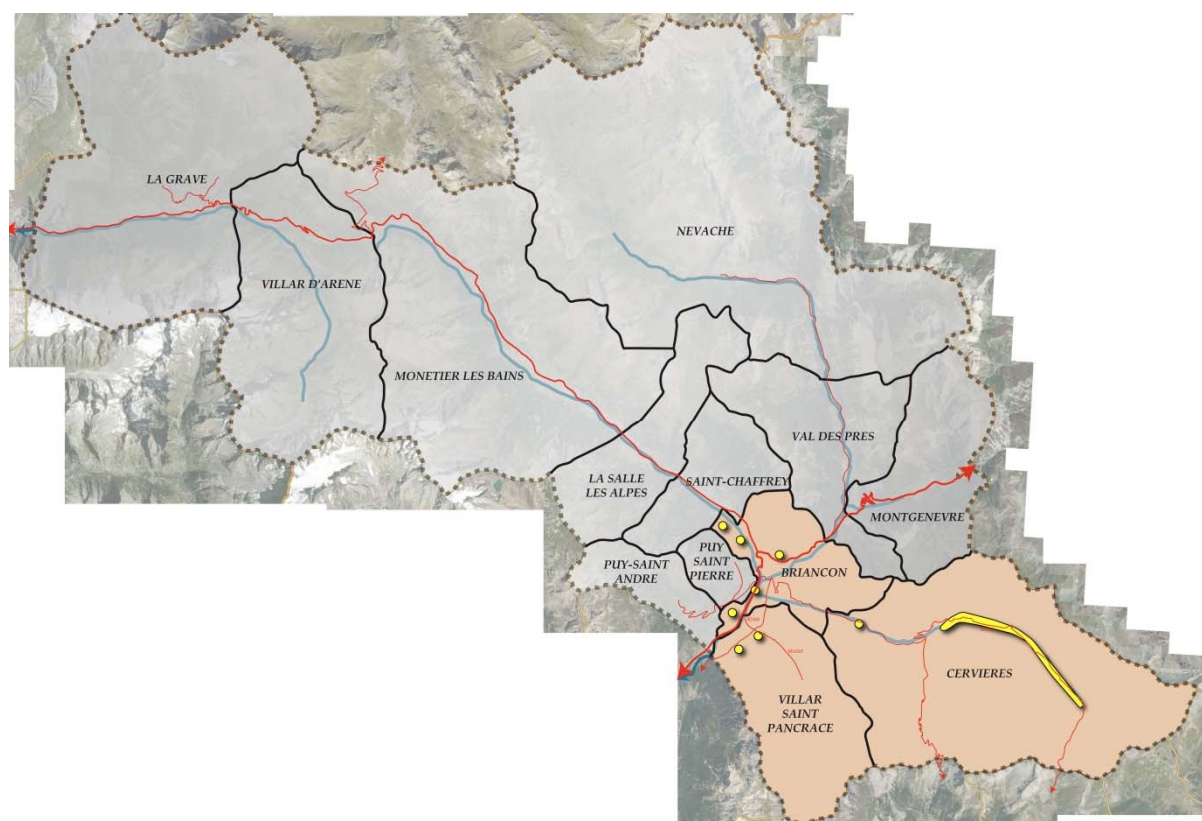 LA GRAVE
NEVACHE
VILLAR D'ARENE
MONETIER LES BAINS
VAL DES PRES
LA SALLE
LES ALPES
SAINT-CHAFFREY
MONTGENEVRE
PUY
SAINT
PIERRE
PUY-SAINT
ANDRE
BRIANCON
CERVIERES
VILLAR
SAINT
PANCRACE